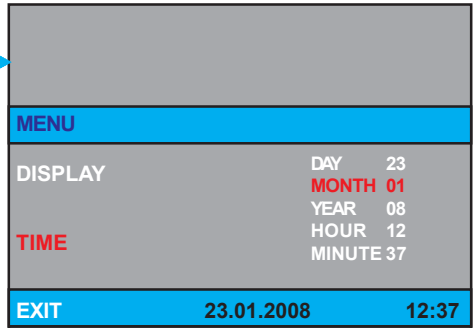 MENU
DISPLAY
TIME
DAY 23
MONTH 01
YEAR 08
HOUR 12
MINUTE 37
EXIT 23.01.2008 12:37